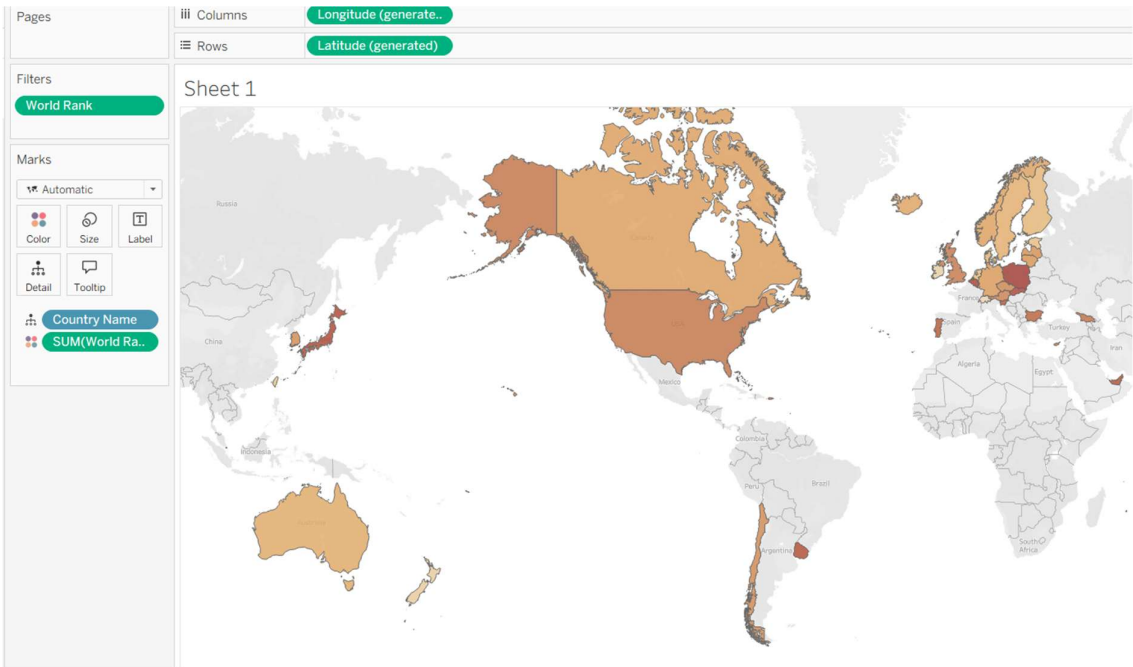 Pages
iii Columns
Longitude (generate..
Rows
Latitude (generated)
Filters
World Rank
Marks
Automatic
Color
Size
Label
Detail
Tooltip
Country Name
SUM(World Ra..
Sheet 1
Russia
Canada
China
France
Spain
Turkey
Iran
Algeria
Egypt
Mexico
Indonesia
Colombia
Peru
Brazil
Argentina
South
Africa